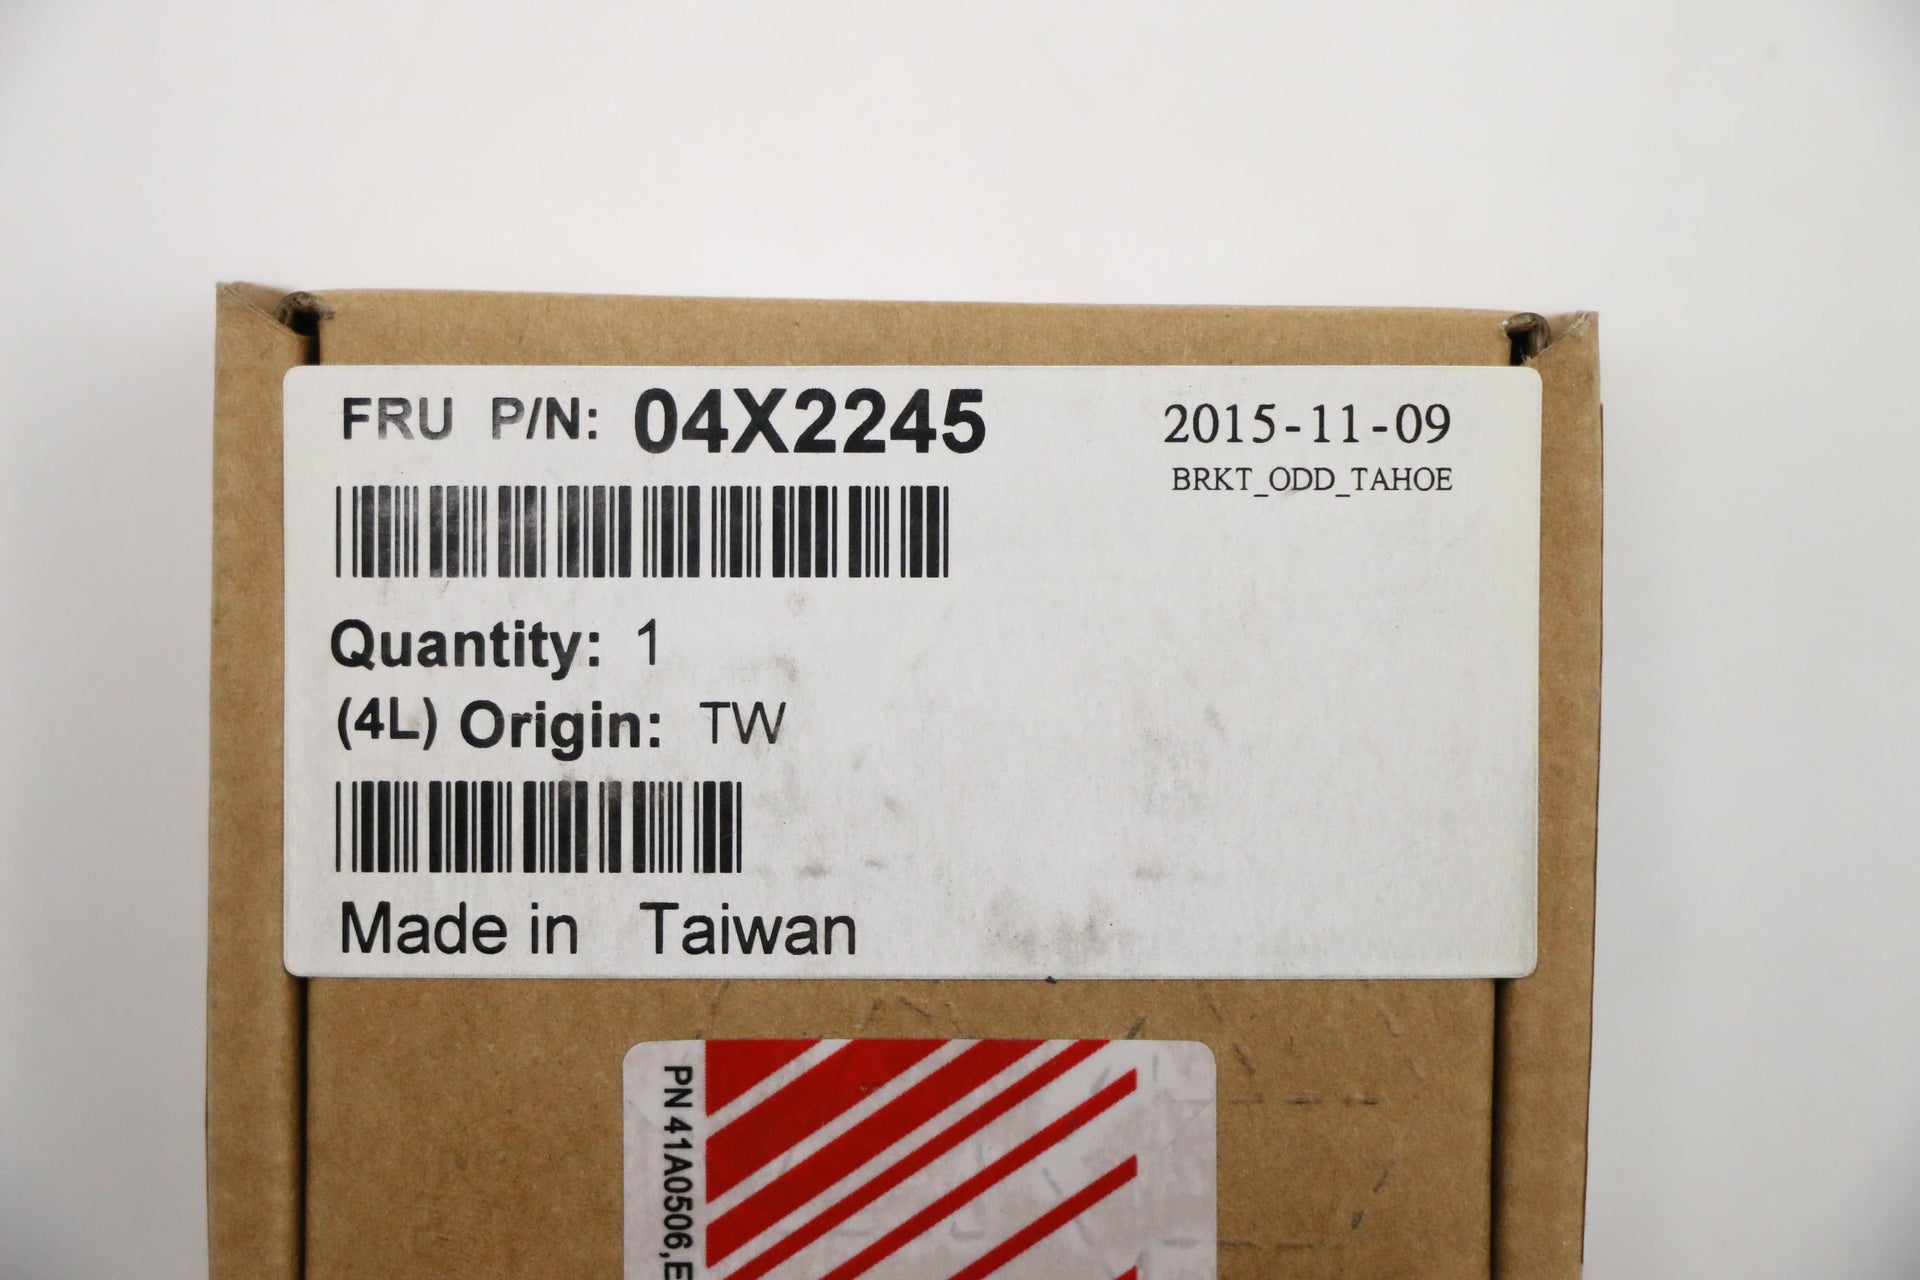 FRU P/N: 04X2245
2015-11-09
BRKT_ODD_TAHOE
Quantity: 1
(4L) Origin: TW
Made in Taiwan
PN 41A0506,E